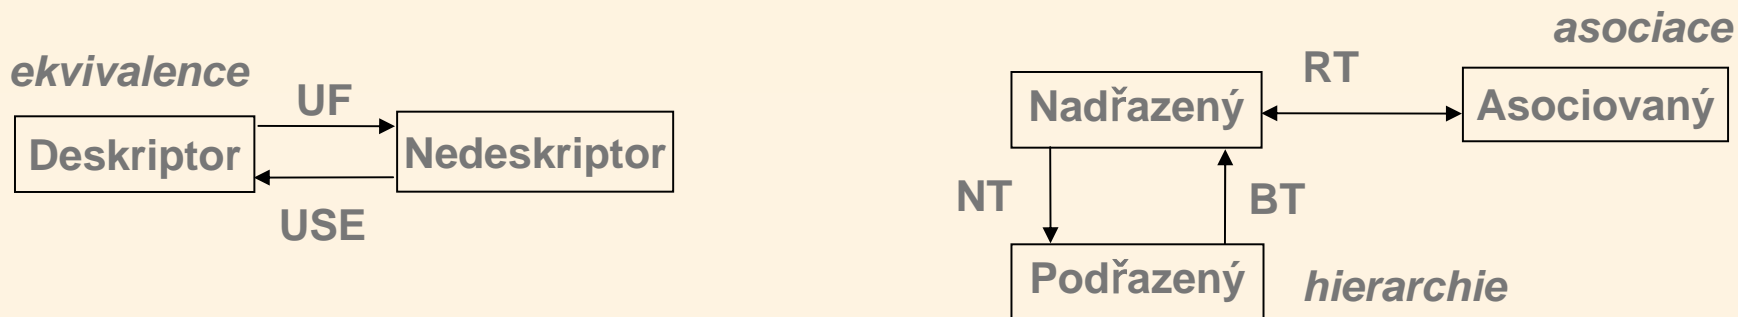 ekvivalence
UF
Deskriptor
Nedeskriptor
USE
asociace
RT
Nadřazený
Asociovaný
NT
BT
Podřazený
hierarchie